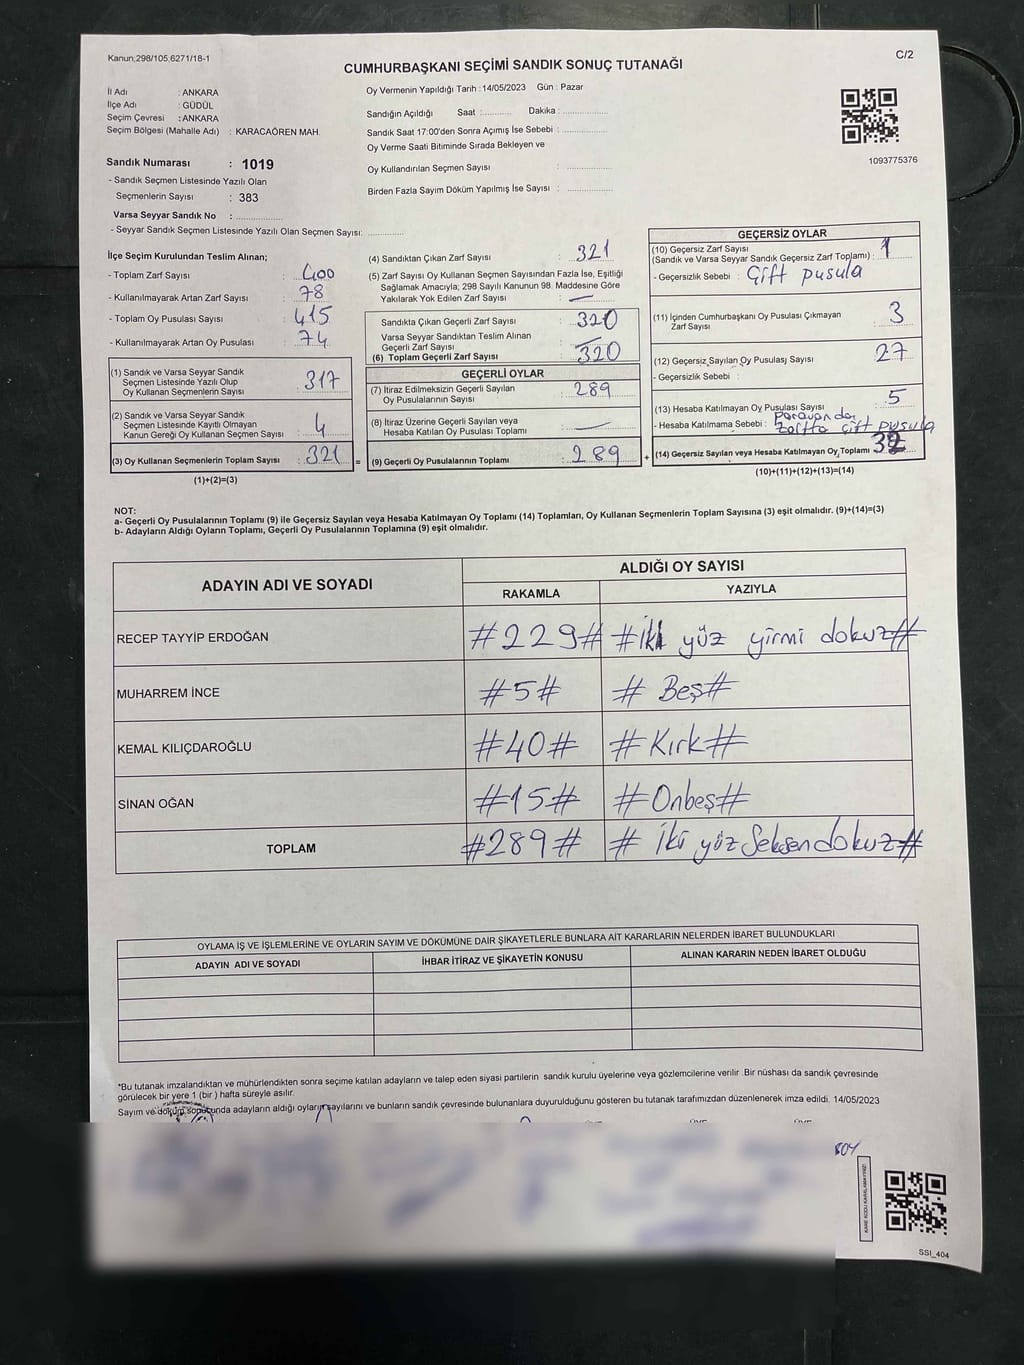 Kanun;298/105;6271/18-1
C/2
CUMHURBAŞKANI SEÇİMİ SANDIK SONUÇ TUTANAĞI
İl Adı : ANKARA
İlçe Adı : GÜDÜL
Seçim Çevresi : ANKARA
Seçim Bölgesi (Mahalle Adı) : KARACAÖREN MAH.
Sandık Numarası : 1019
- Sandık Seçmen Listesinde Yazılı Olan
Seçmenlerin Sayısı : 383
Varsa Seyyar Sandık No : ...............
- Seyyar Sandık Seçmen Listesinde Yazılı Olan Seçmen Sayısı: ............
Oy Vermenin Yapıldığı Tarih : 14/05/2023 Gün : Pazar
Sandığın Açıldığı Saat :.......... Dakika :...............
Sandık Saat 17:00'den Sonra Açılmış İse Sebebi : ...............
Oy Verme Saati Bitiminde Sırada Bekleyen ve
Oy Kullandırılan Seçmen Sayısı : ...............
Birden Fazla Sayım Döküm Yapılmış İse Sayısı : ...............
1093775376
İlçe Seçim Kurulundan Teslim Alınan;
- Toplam Zarf Sayısı : 400
- Kullanılmayarak Artan Zarf Sayısı : 78
- Toplam Oy Pusulası Sayısı : 415
- Kullanılmayarak Artan Oy Pusulası : 74
(1) Sandık ve Varsa Seyyar Sandık
Seçmen Listesinde Yazılı Olup
Oy Kullanan Seçmenlerin Sayısı : 317
(2) Sandık ve Varsa Seyyar Sandık
Seçmen Listesinde Kayıtlı Olmayan
Kanun Gereği Oy Kullanan Seçmen Sayısı : 4
(3) Oy Kullanan Seçmenlerin Toplam Sayısı : 321 =
(1)+(2)=(3)
(4) Sandıktan Çıkan Zarf Sayısı : 321
(5) Zarf Sayısı Oy Kullanan Seçmen Sayısından Fazla İse, Eşitliği
Sağlamak Amacıyla; 298 Sayılı Kanunun 98. Maddesine Göre
Yakılarak Yok Edilen Zarf Sayısı : —
Sandıkta Çıkan Geçerli Zarf Sayısı : 320
Varsa Seyyar Sandıktan Teslim Alınan
Geçerli Zarf Sayısı : —
(6) Toplam Geçerli Zarf Sayısı : 320
GEÇERLİ OYLAR
(7) İtiraz Edilmeksizin Geçerli Sayılan
Oy Pusulalarının Sayısı : 289
(8) İtiraz Üzerine Geçerli Sayılan veya
Hesaba Katılan Oy Pusulası Toplamı : —
(9) Geçerli Oy Pusulalarının Toplamı : 289 +
GEÇERSİZ OYLAR
(10) Geçersiz Zarf Sayısı
(Sandık ve Varsa Seyyar Sandık Geçersiz Zarf Toplamı) : 1
- Geçersizlik Sebebi : Çift pusula
(11) İçinden Cumhurbaşkanı Oy Pusulası Çıkmayan
Zarf Sayısı : 3
(12) Geçersiz Sayılan Oy Pusulası Sayısı : 27
- Geçersizlik Sebebi :
(13) Hesaba Katılmayan Oy Pusulası Sayısı : 5
- Hesaba Katılmama Sebebi : Paravanda,
zarfta çift pusula
(14) Geçersiz Sayılan veya Hesaba Katılmayan Oy Toplamı : 32
(10)+(11)+(12)+(13)=(14)
NOT:
a- Geçerli Oy Pusulalarının Toplamı (9) ile Geçersiz Sayılan veya Hesaba Katılmayan Oy Toplamı (14) Toplamları, Oy Kullanan Seçmenlerin Toplam Sayısına (3) eşit olmalıdır. (9)+(14)=(3)
b- Adayların Aldığı Oyların Toplamı, Geçerli Oy Pusulalarının Toplamına (9) eşit olmalıdır.
ADAYIN ADI VE SOYADI ALDIĞI OY SAYISI
RAKAMLA YAZIYLA
RECEP TAYYİP ERDOĞAN #229# #İki yüz yirmi dokuz#
MUHARREM İNCE #5# # Beş#
KEMAL KILIÇDAROĞLU #40# #Kırk#
SİNAN OĞAN #15# #Onbeş#
TOPLAM #289# # İki yüz Seksen dokuz#
OYLAMA İŞ VE İŞLEMLERİNE VE OYLARIN SAYIM VE DÖKÜMÜNE DAİR ŞİKAYETLERLE BUNLARA AİT KARARLARIN NELERDEN İBARET BULUNDUKLARI
ADAYIN ADI VE SOYADI İHBAR İTİRAZ VE ŞİKAYETİN KONUSU ALINAN KARARIN NEDEN İBARET OLDUĞU
*Bu tutanak imzalandıktan ve mühürlendikten sonra seçime katılan adayların ve talep eden siyasi partilerin sandık kurulu üyelerine veya gözlemcilerine verilir .Bir nüshası da sandık çevresinde
görülecek bir yere 1 (bir ) hafta süreyle asılır.
Sayım ve döküm sonucunda adayların aldığı oyların sayılarını ve bunların sandık çevresinde bulunanlara duyurulduğunu gösteren bu tutanak tarafımızdan düzenlenerek imza edildi. 14/05/2023
KARE KODU KARALAMAYINIZ!
SSI_404